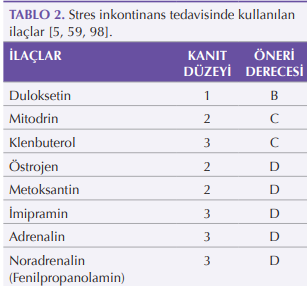 TABLO 2. Stres inkontinans tedavisinde kullanılan
ilaçlar [5, 59, 98].
İLAÇLAR KANIT DÜZEYİ ÖNERİ DERECESİ
Duloksetin 1 B
Mitodrin 2 C
Klenbuterol 3 C
Östrojen 2 D
Metoksantin 2 D
İmipramin 3 D
Adrenalin 3 D
Noradrenalin 3 D
(Fenilpropanolamin)